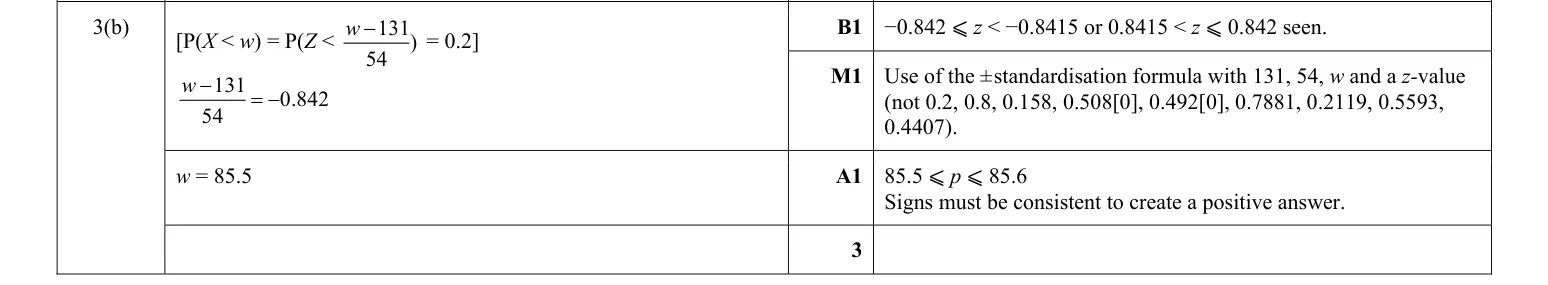 3(b)
[P(X < w) = P(Z < (w−131)/54) = 0.2]
(w−131)/54 = −0.842
B1
−0.842 ⩽ z < −0.8415 or 0.8415 < z ⩽ 0.842 seen.
M1
Use of the ±standardisation formula with 131, 54, w and a z-value
(not 0.2, 0.8, 0.158, 0.508[0], 0.492[0], 0.7881, 0.2119, 0.5593,
0.4407).
w = 85.5
A1
85.5 ⩽ p ⩽ 85.6
Signs must be consistent to create a positive answer.
3